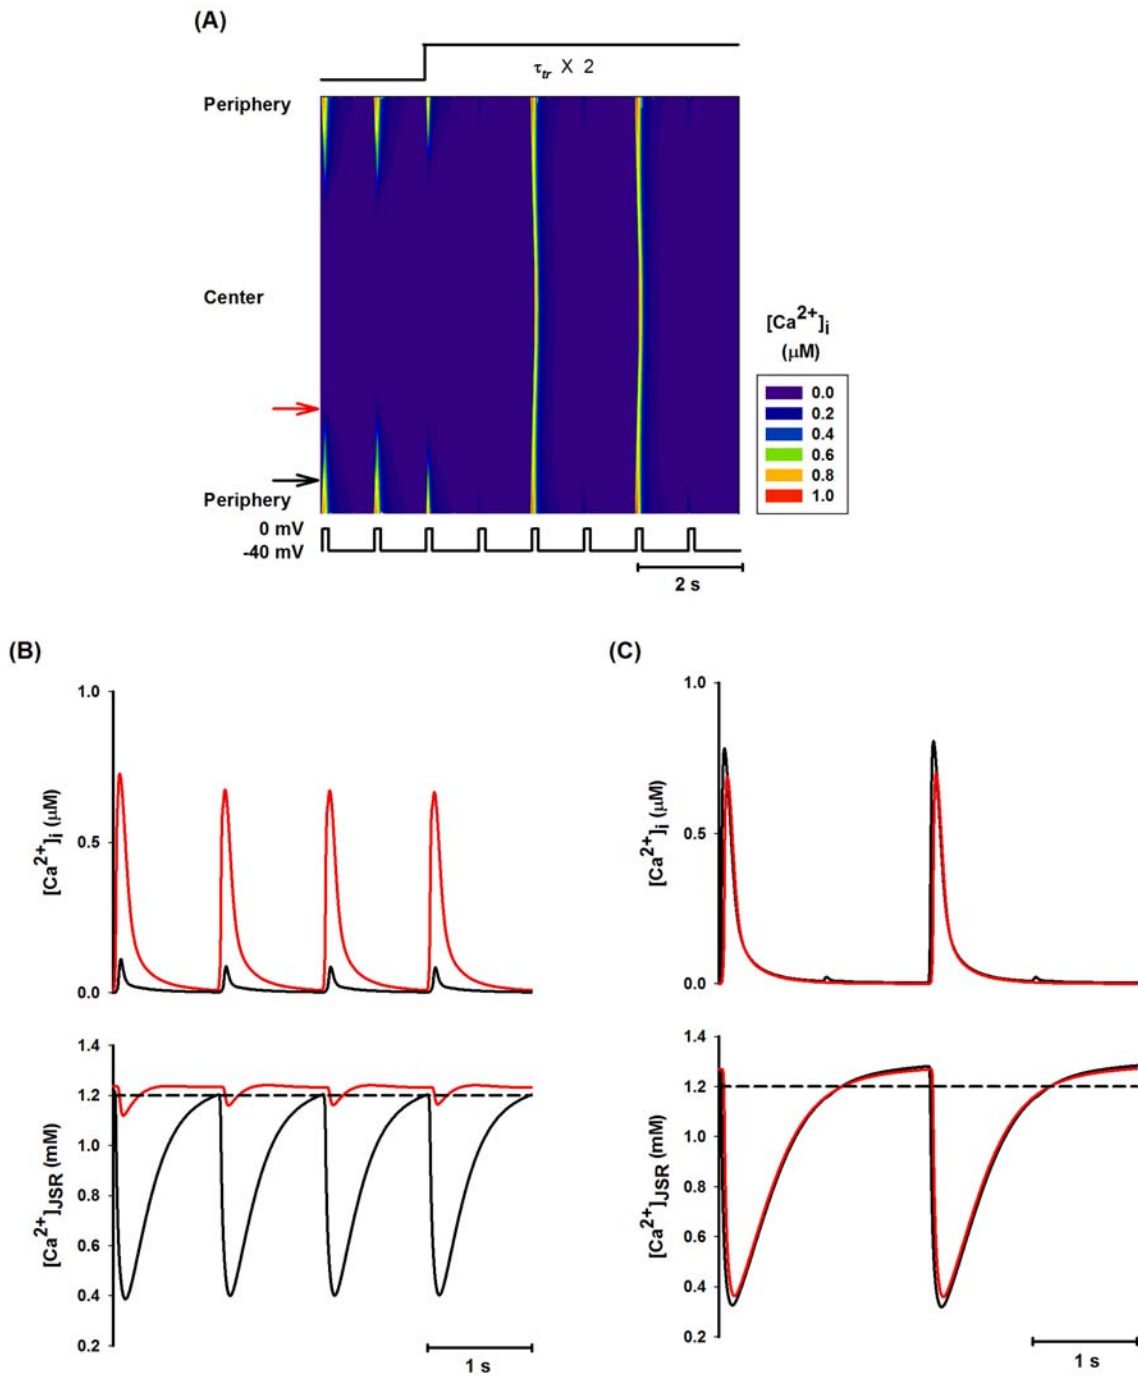 (A)
τtr X 2
Periphery
Center
Periphery
[Ca2+]i
(μM)
0.0
0.2
0.4
0.6
0.8
1.0
0 mV
-40 mV
2 s
(B)
1.0
0.5
0.0
[Ca2+]i (μM)
1.4
1.2
1.0
0.8
0.6
0.4
0.2
[Ca2+]JSR (mM)
1 s
(C)
1.0
0.5
0.0
[Ca2+]i (μM)
1.4
1.2
1.0
0.8
0.6
0.4
0.2
[Ca2+]JSR (mM)
1 s